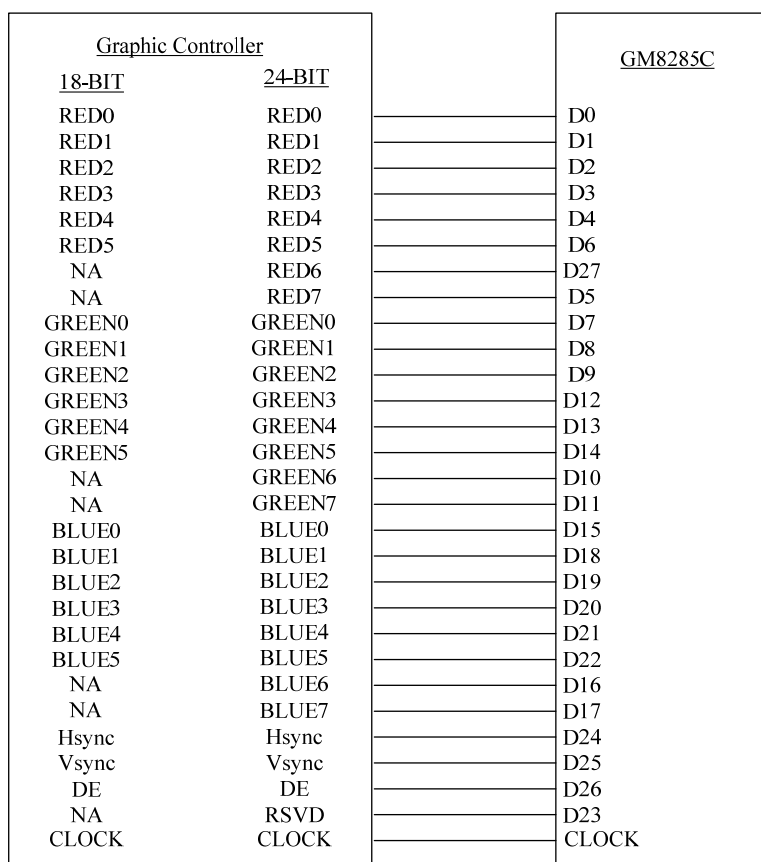 Graphic Controller
GM8285C
18-BIT 24-BIT
RED0 RED0 D0
RED1 RED1 D1
RED2 RED2 D2
RED3 RED3 D3
RED4 RED4 D4
RED5 RED5 D6
NA RED6 D27
NA RED7 D5
GREEN0 GREEN0 D7
GREEN1 GREEN1 D8
GREEN2 GREEN2 D9
GREEN3 GREEN3 D12
GREEN4 GREEN4 D13
GREEN5 GREEN5 D14
NA GREEN6 D10
NA GREEN7 D11
BLUE0 BLUE0 D15
BLUE1 BLUE1 D18
BLUE2 BLUE2 D19
BLUE3 BLUE3 D20
BLUE4 BLUE4 D21
BLUE5 BLUE5 D22
NA BLUE6 D16
NA BLUE7 D17
Hsync Hsync D24
Vsync Vsync D25
DE DE D26
NA RSVD D23
CLOCK CLOCK CLOCK